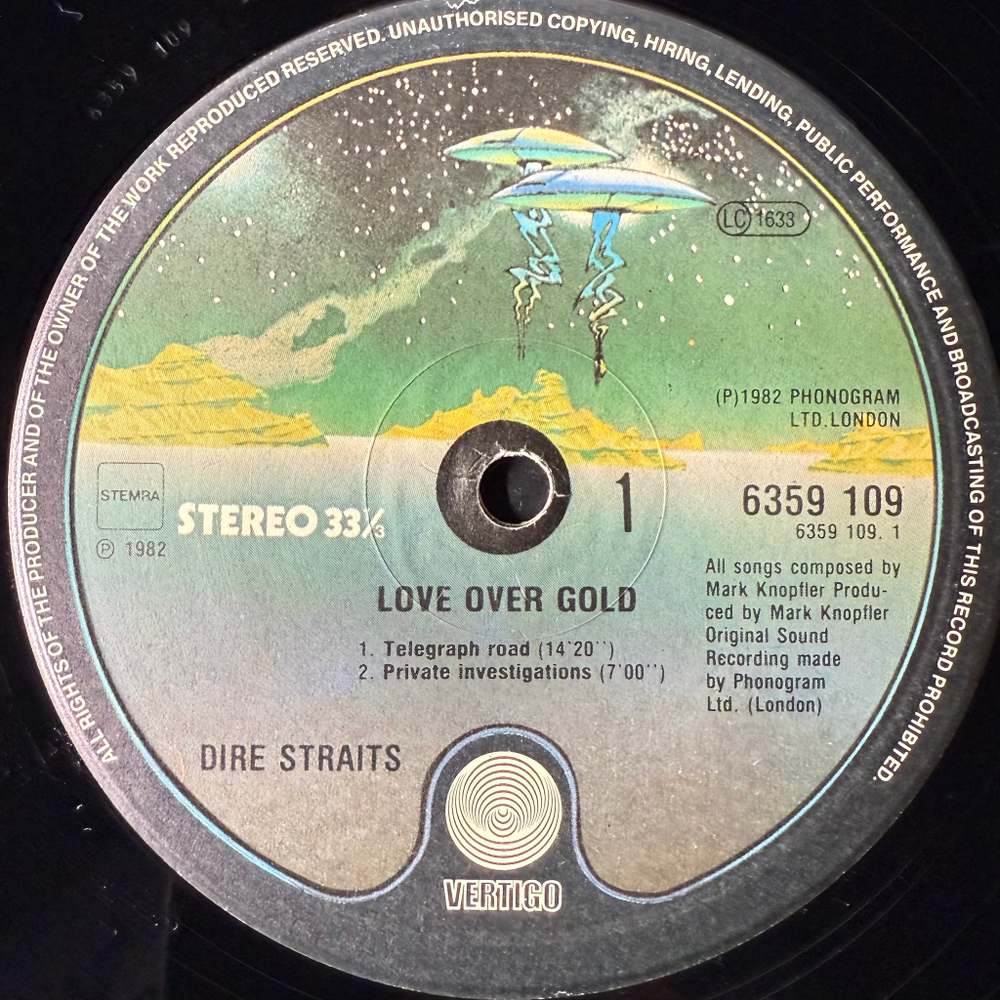 ALL RIGHTS OF THE PRODUCER AND OF THE OWNER OF THE WORK REPRODUCED RESERVED. UNAUTHORISED COPYING, HIRING, LENDING, PUBLIC PERFORMANCE AND BROADCASTING OF THIS RECORD PROHIBITED.
6359 109
LC 1633
(P)1982 PHONOGRAM
LTD.LONDON
STEMRA
℗ 1982
STEREO 33⅓
1
6359 109
6359 109. 1
All songs composed by
Mark Knopfler Produ-
ced by Mark Knopfler
Original Sound
Recording made
by Phonogram
Ltd. (London)
LOVE OVER GOLD
1. Telegraph road (14'20'')
2. Private investigations (7'00'')
DIRE STRAITS
VERTIGO